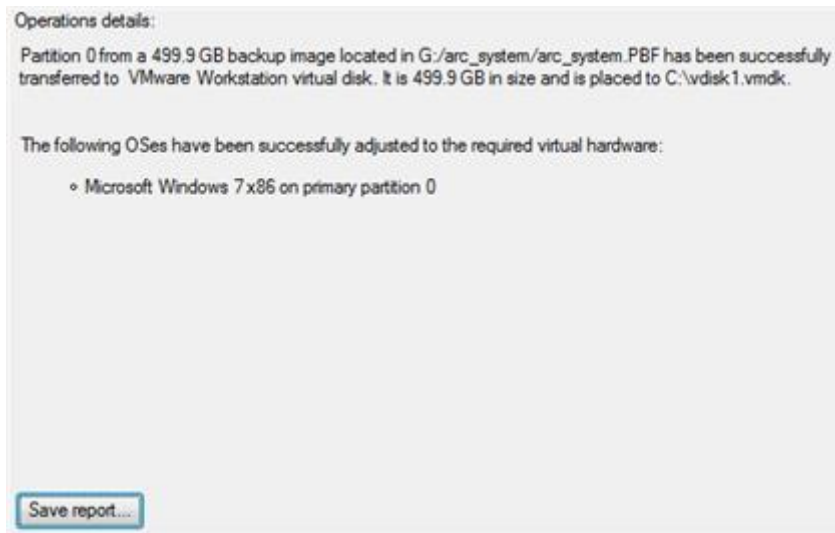 Operations details:
Partition 0 from a 499.9 GB backup image located in G:/arc_system/arc_system.PBF has been successfully
transferred to VMware Workstation virtual disk. It is 499.9 GB in size and is placed to C:\vdisk1.vmdk.
The following OSes have been successfully adjusted to the required virtual hardware:
• Microsoft Windows 7 x86 on primary partition 0
Save report...